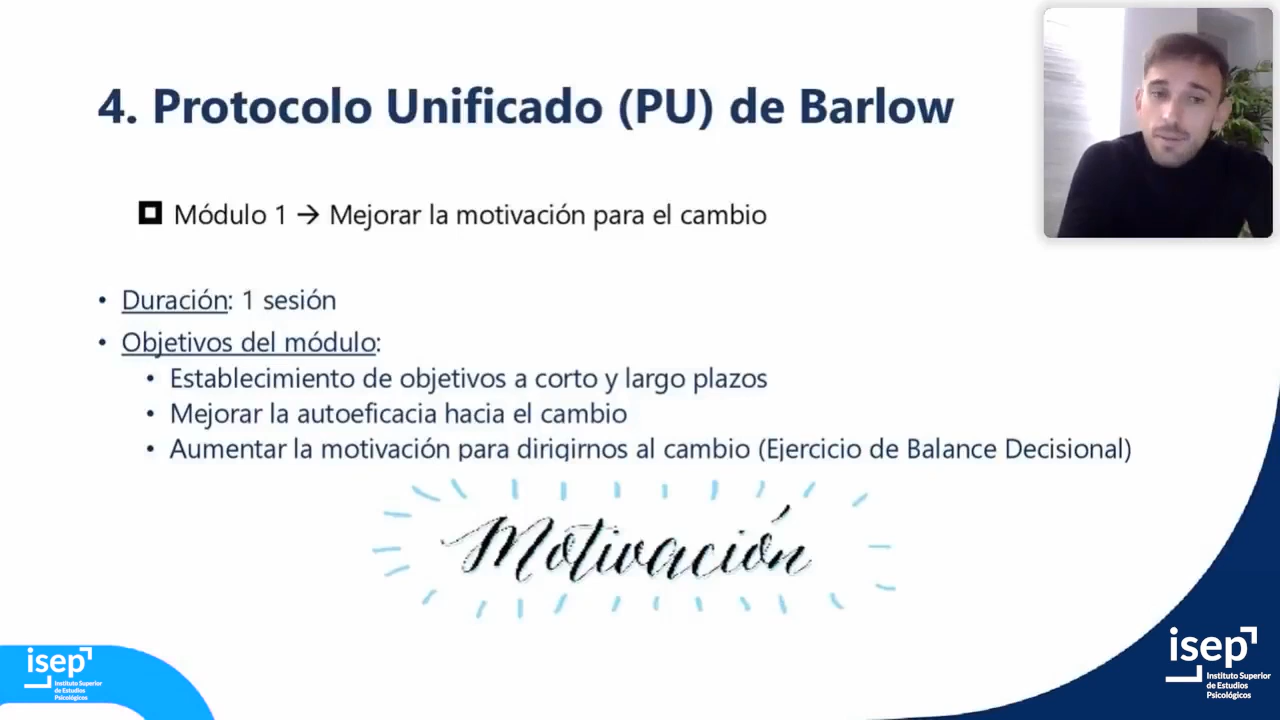 4. Protocolo Unificado (PU) de Barlow
Módulo 1 → Mejorar la motivación para el cambio
• Duración: 1 sesión
• Objetivos del módulo:
• Establecimiento de objetivos a corto y largo plazos
• Mejorar la autoeficacia hacia el cambio
• Aumentar la motivación para dirigirnos al cambio (Ejercicio de Balance Decisional)
Motivación
isep
Instituto Superior
de Estudios
Psicológicos
isep
Instituto Superior
de Estudios
Psicológicos